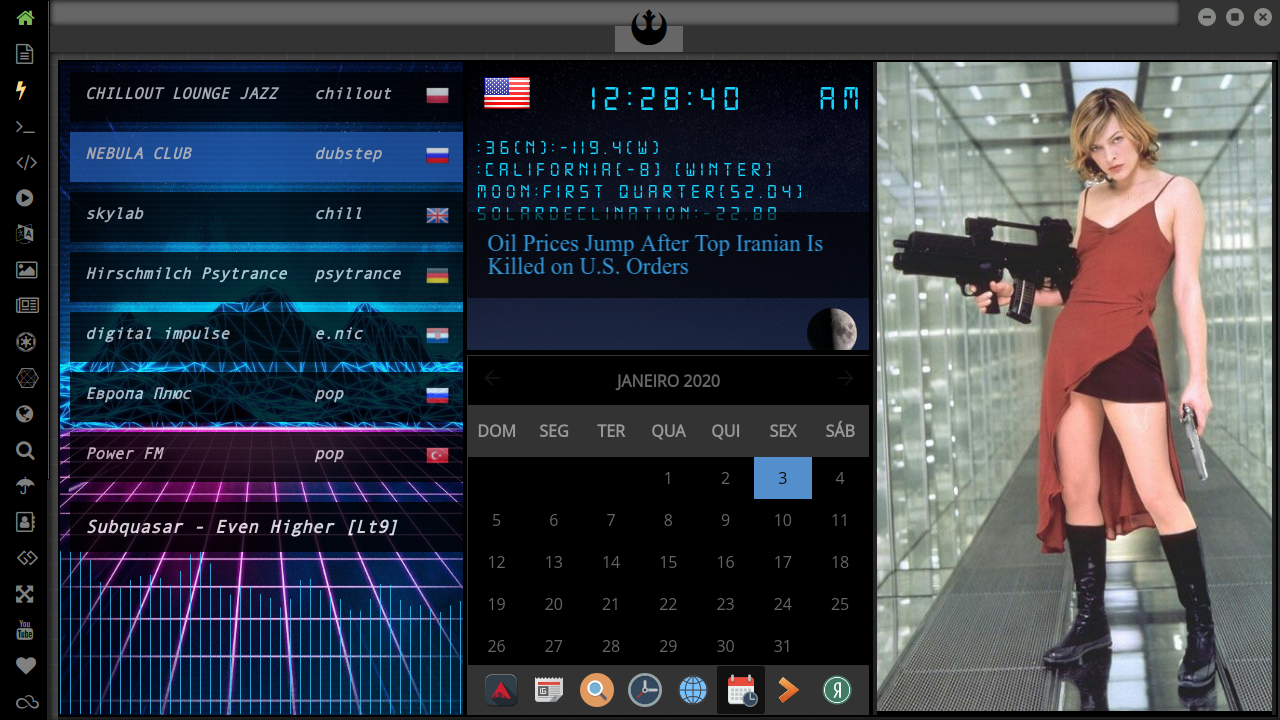 CHILLOUT LOUNGE JAZZ chillout
NEBULA CLUB dubstep
skylab chill
Hirschmilch Psytrance psytrance
digital impulse e.nic
Европа Плюс pop
Power FM pop
Subquasar - Even Higher [Lt9]
You
Tube
12:28:40 AM
:36(N):-119.4(W)
:CALIFORNIA(-8) (WINTER)
MOON:FIRST QUARTER(52.04)
SOLARDECLINATION:-22.88
Oil Prices Jump After Top Iranian Is
Killed on U.S. Orders
JANEIRO 2020
DOM SEG TER QUA QUI SEX SÁB
1 2 3 4
5 6 7 8 9 10 11
12 13 14 15 16 17 18
19 20 21 22 23 24 25
26 27 28 29 30 31
Я